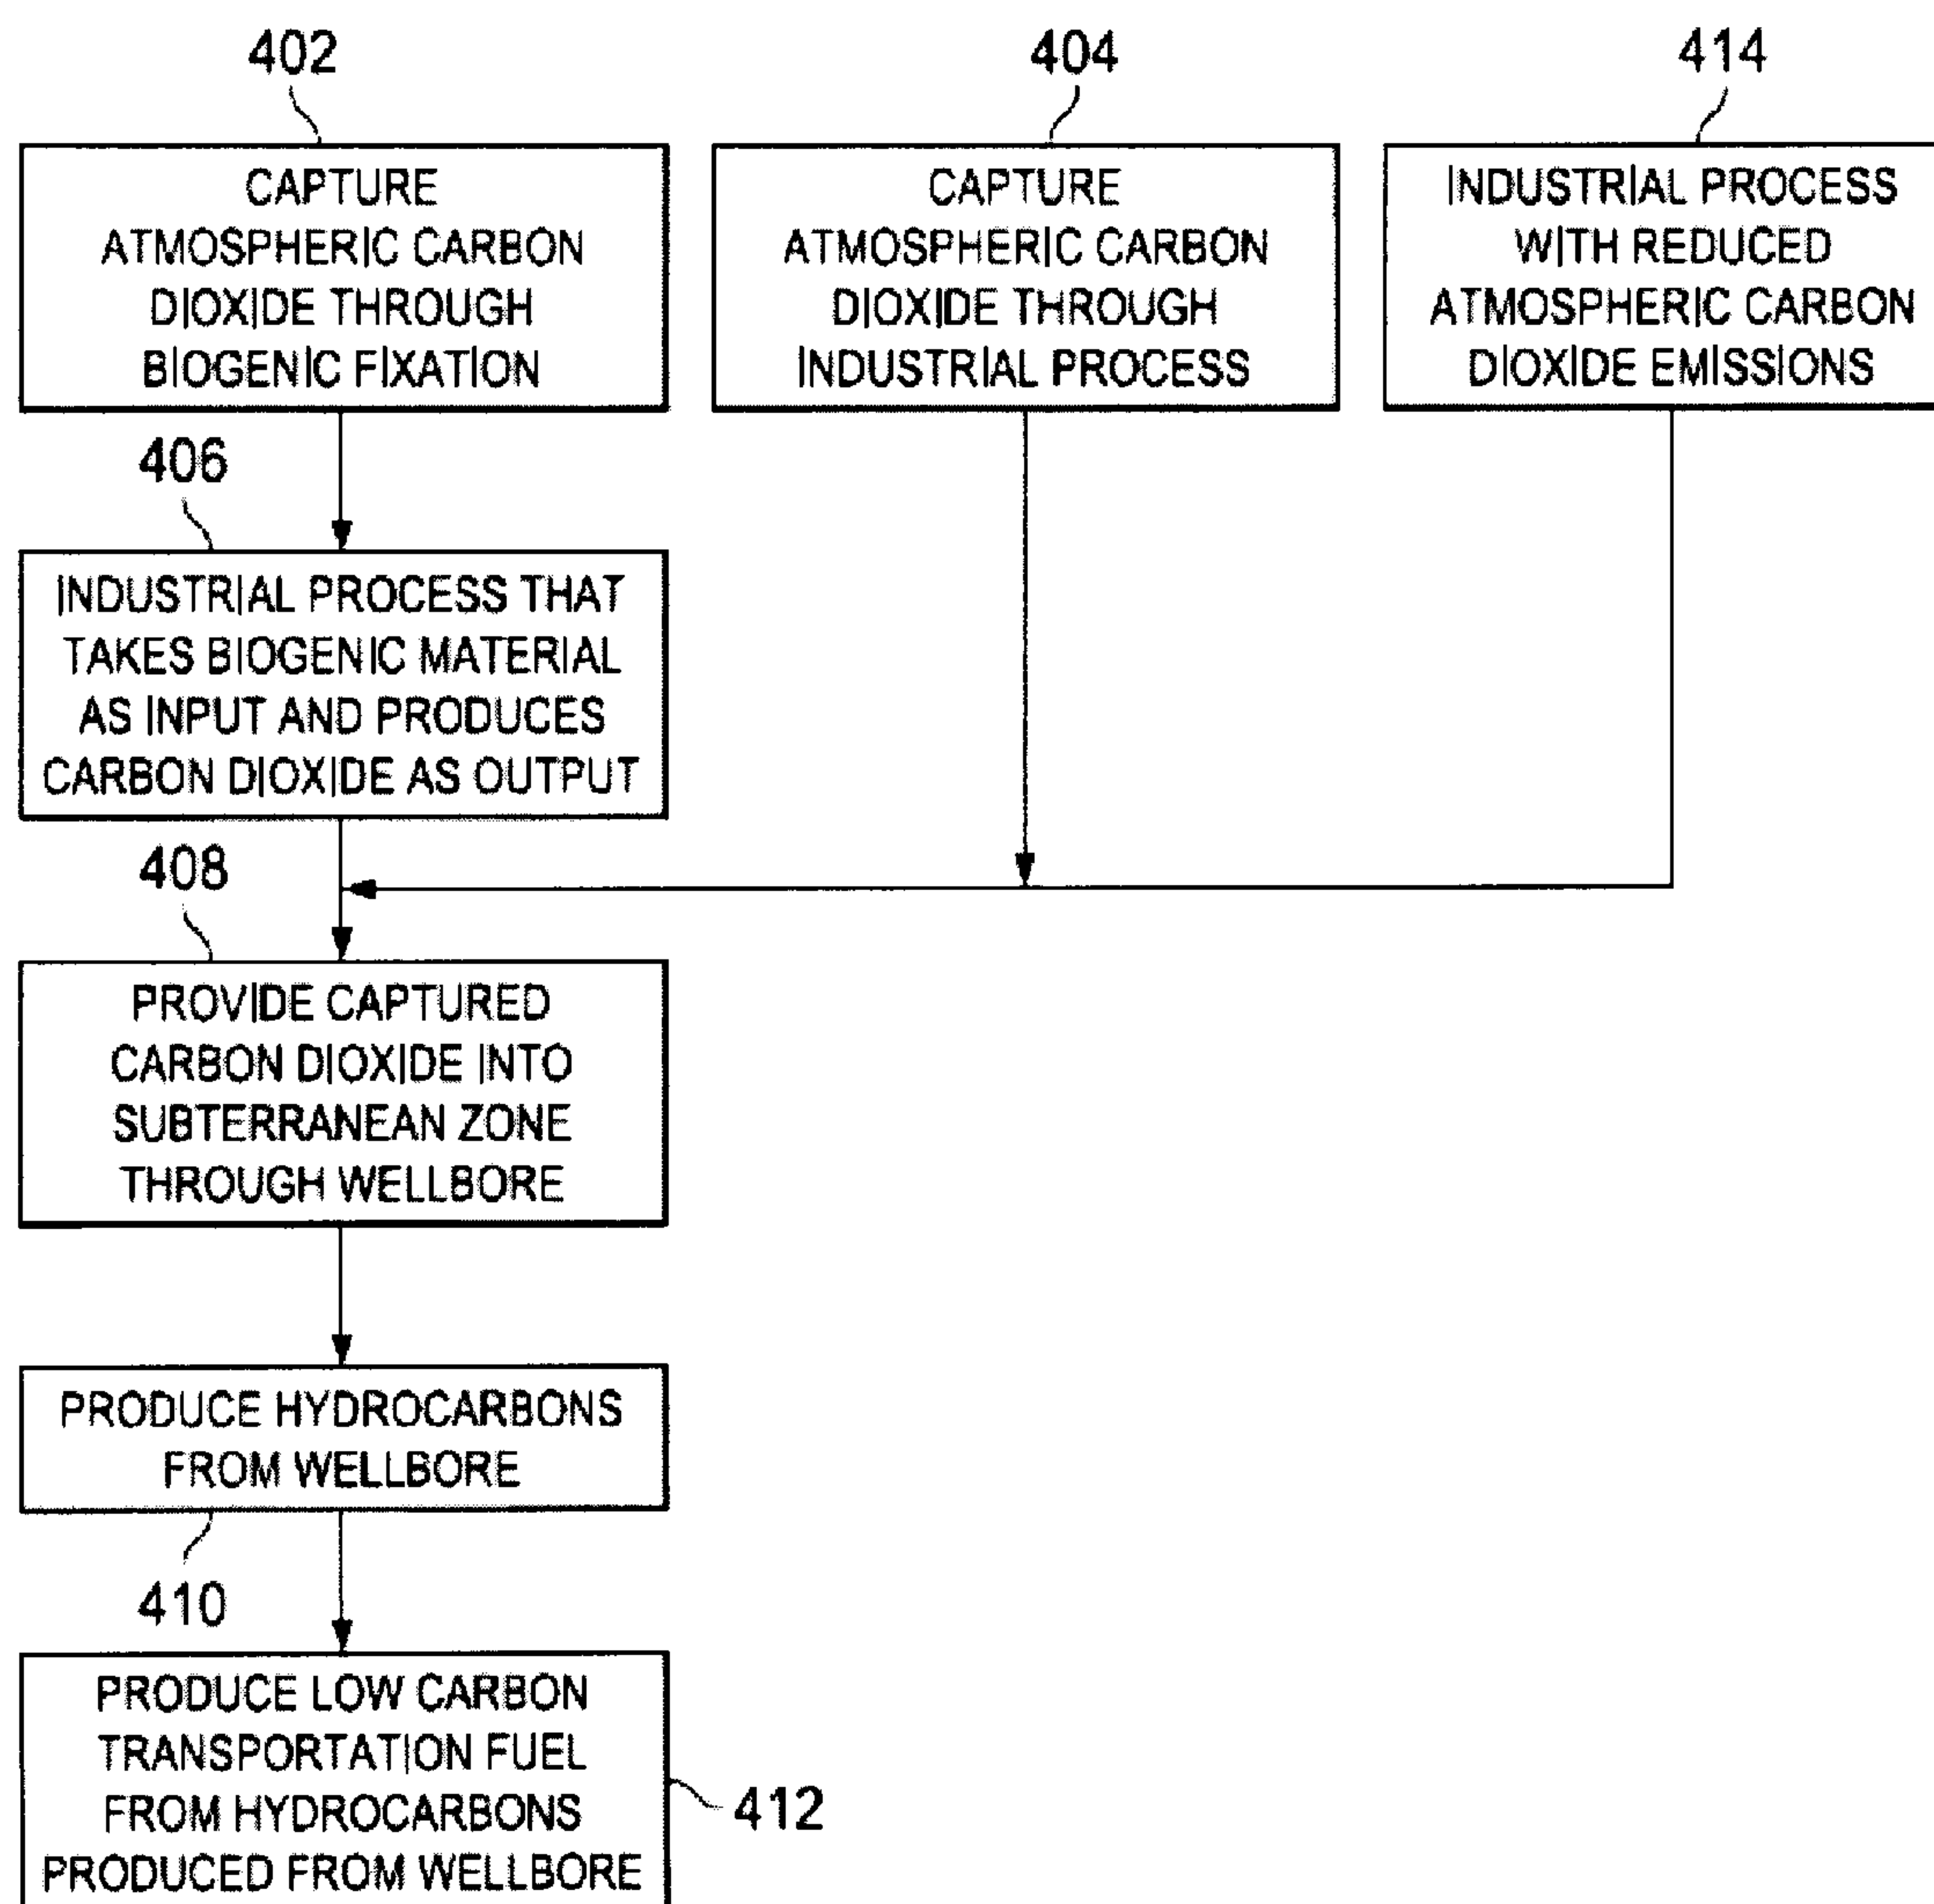 402
404
414
CAPTURE
ATMOSPHERIC CARBON
DIOXIDE THROUGH
BIOGENIC FIXATION
CAPTURE
ATMOSPHERIC CARBON
DIOXIDE THROUGH
INDUSTRIAL PROCESS
INDUSTRIAL PROCESS
WITH REDUCED
ATMOSPHERIC CARBON
DIOXIDE EMISSIONS
406
INDUSTRIAL PROCESS THAT
TAKES BIOGENIC MATERIAL
AS INPUT AND PRODUCES
CARBON DIOXIDE AS OUTPUT
408
PROVIDE CAPTURED
CARBON DIOXIDE INTO
SUBTERRANEAN ZONE
THROUGH WELLBORE
PRODUCE HYDROCARBONS
FROM WELLBORE
410
PRODUCE LOW CARBON
TRANSPORTATION FUEL
FROM HYDROCARBONS
PRODUCED FROM WELLBORE
412